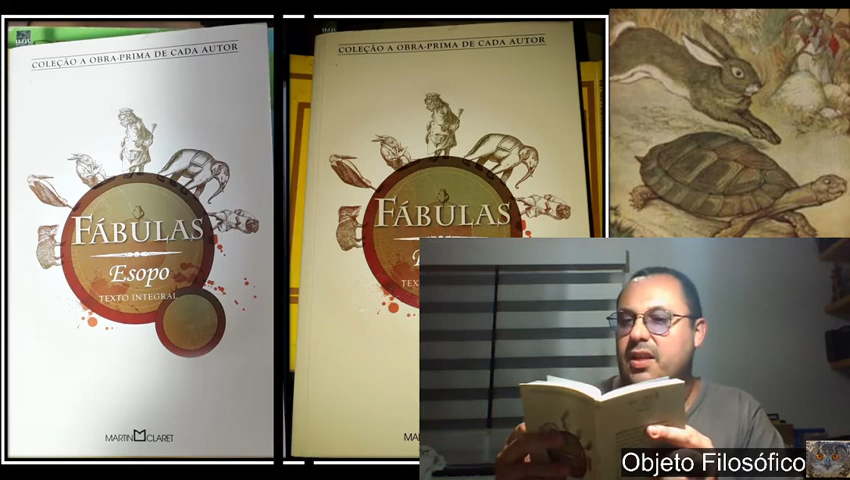 COLEÇÃO A OBRA-PRIMA DE CADA AUTOR
FÁBULAS
Esopo
TEXTO INTEGRAL
MARTIN CLARET
COLEÇÃO A OBRA-PRIMA DE CADA AUTOR
FÁBULAS
MA
Objeto Filosófico